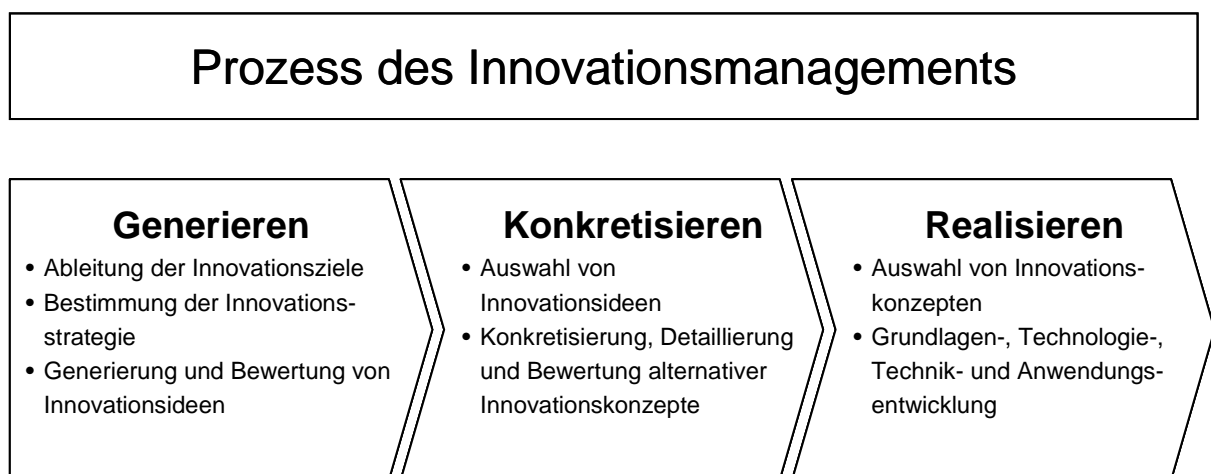 Prozess des Innovationsmanagements
Generieren
• Ableitung der Innovationsziele
• Bestimmung der Innovations-
strategie
• Generierung und Bewertung von
Innovationsideen
Konkretisieren
• Auswahl von
Innovationsideen
• Konkretisierung, Detaillierung
und Bewertung alternativer
Innovationskonzepte
Realisieren
• Auswahl von Innovations-
konzepten
• Grundlagen-, Technologie-,
Technik- und Anwendungs-
entwicklung